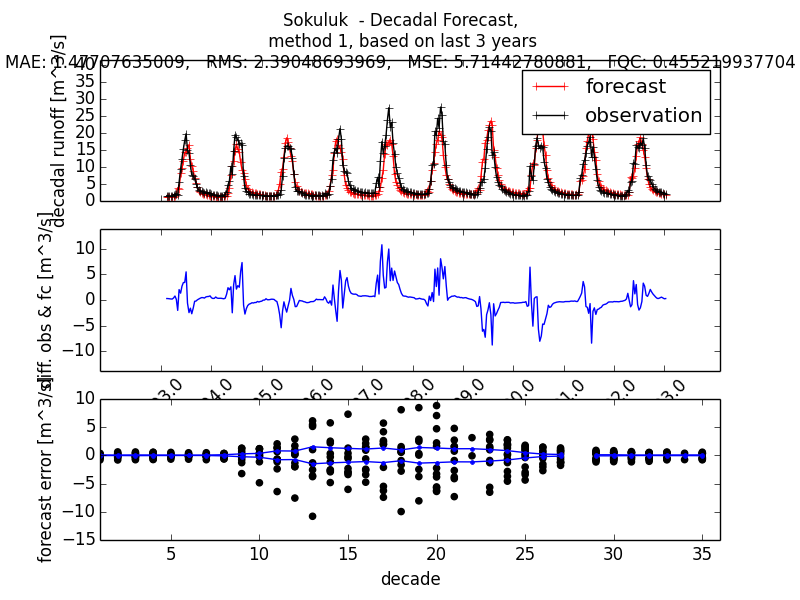 Sokuluk - Decadal Forecast,
method 1, based on last 3 years
RMS: 2.39048693969, MSE: 5.71442780881, FQC: 0.455219937704
decadal runoff [m^3/s]
40
35
30
25
20
15
10
5
0
forecast
observation
diff. obs & fc [m^3/s]
10
5
0
−5
−10
forecast error [m^3/s]
10
5
0
−5
−10
−15
5 10 15 20 25 30 35
decade